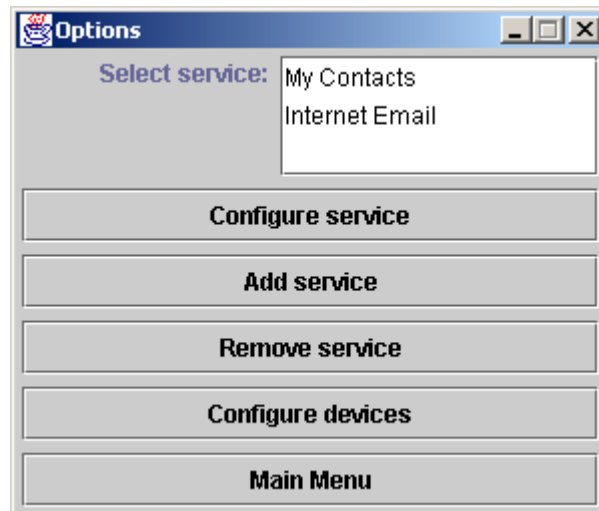 Options
Select service: My Contacts
Internet Email
Configure service
Add service
Remove service
Configure devices
Main Menu